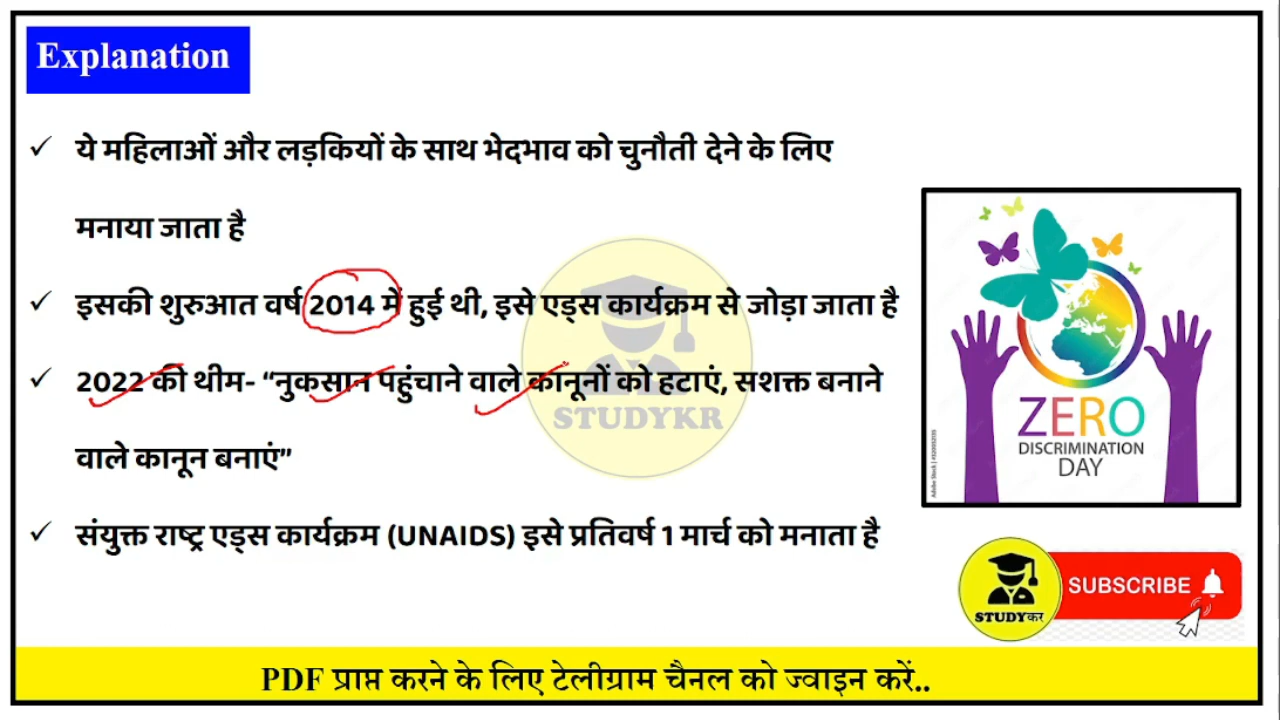 Explanation
✓ ये महिलाओं और लड़कियों के साथ भेदभाव को चुनौती देने के लिए
मनाया जाता है
✓ इसकी शुरुआत वर्ष 2014 में हुई थी, इसे एड्स कार्यक्रम से जोड़ा जाता है
✓ 2022 की थीम- “नुकसान पहुंचाने वाले कानूनों को हटाएं, सशक्त बनाने
वाले कानून बनाएं”
✓ संयुक्त राष्ट्र एड्स कार्यक्रम (UNAIDS) इसे प्रतिवर्ष 1 मार्च को मनाता है
STUDYKR
ZERO
DISCRIMINATION
DAY
SUBSCRIBE
STUDYकर
PDF प्राप्त करने के लिए टेलीग्राम चैनल को ज्वाइन करें..